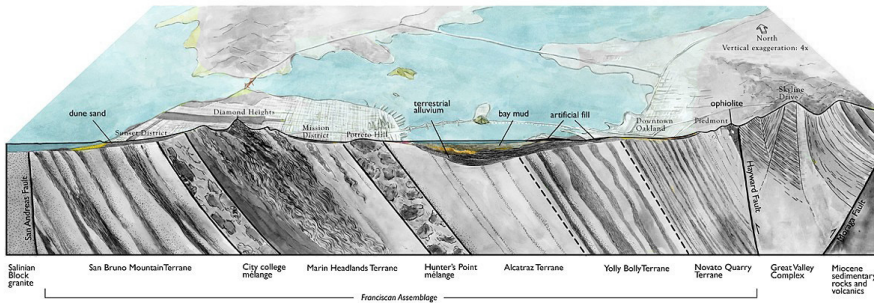 North
Vertical exaggeration: 4x
Skyline
Drive
dune sand
Sunset District
Diamond Heights
Mission
District
Potrero Hill
terrestrial
alluvium
bay mud
artificial fill
Downtown
Oakland
ophiolite
Piedmont
San Andreas Fault
Hayward Fault
Moraga Fault
Salinian
Block
granite
San Bruno Mountain Terrane
City college
mélange
Marin Headlands Terrane
Hunter's Point
mélange
Alcatraz Terrane
Yolly Bolly Terrane
Novato Quarry
Terrane
Great Valley
Complex
Miocene
sedimentary
rocks and
volcanics
Franciscan Assemblage